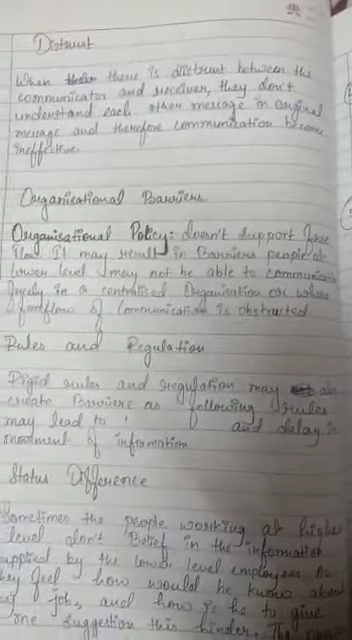 Distrust
When there is distrust between the
communicator and receiver, they don't
understand each other message in original
message and therefore communication become
ineffective.
Organisational Barriers
Organisational Policy: doesn't support free
flow it may result in Barriers people at
lower level may not be able to communicate
freely in a centralised Organisation or where
of communication is obstructed
Rules and Regulation
Rigid rules and regulation may also
create Barriers as following rules
may lead to and delay in
movement of information
Status Difference
Sometimes the people working at higher
level don't Belief in the information
supplied by the lower level employees As
they feel how would he know about
job, and how is he to give
me suggestion this hinder. The